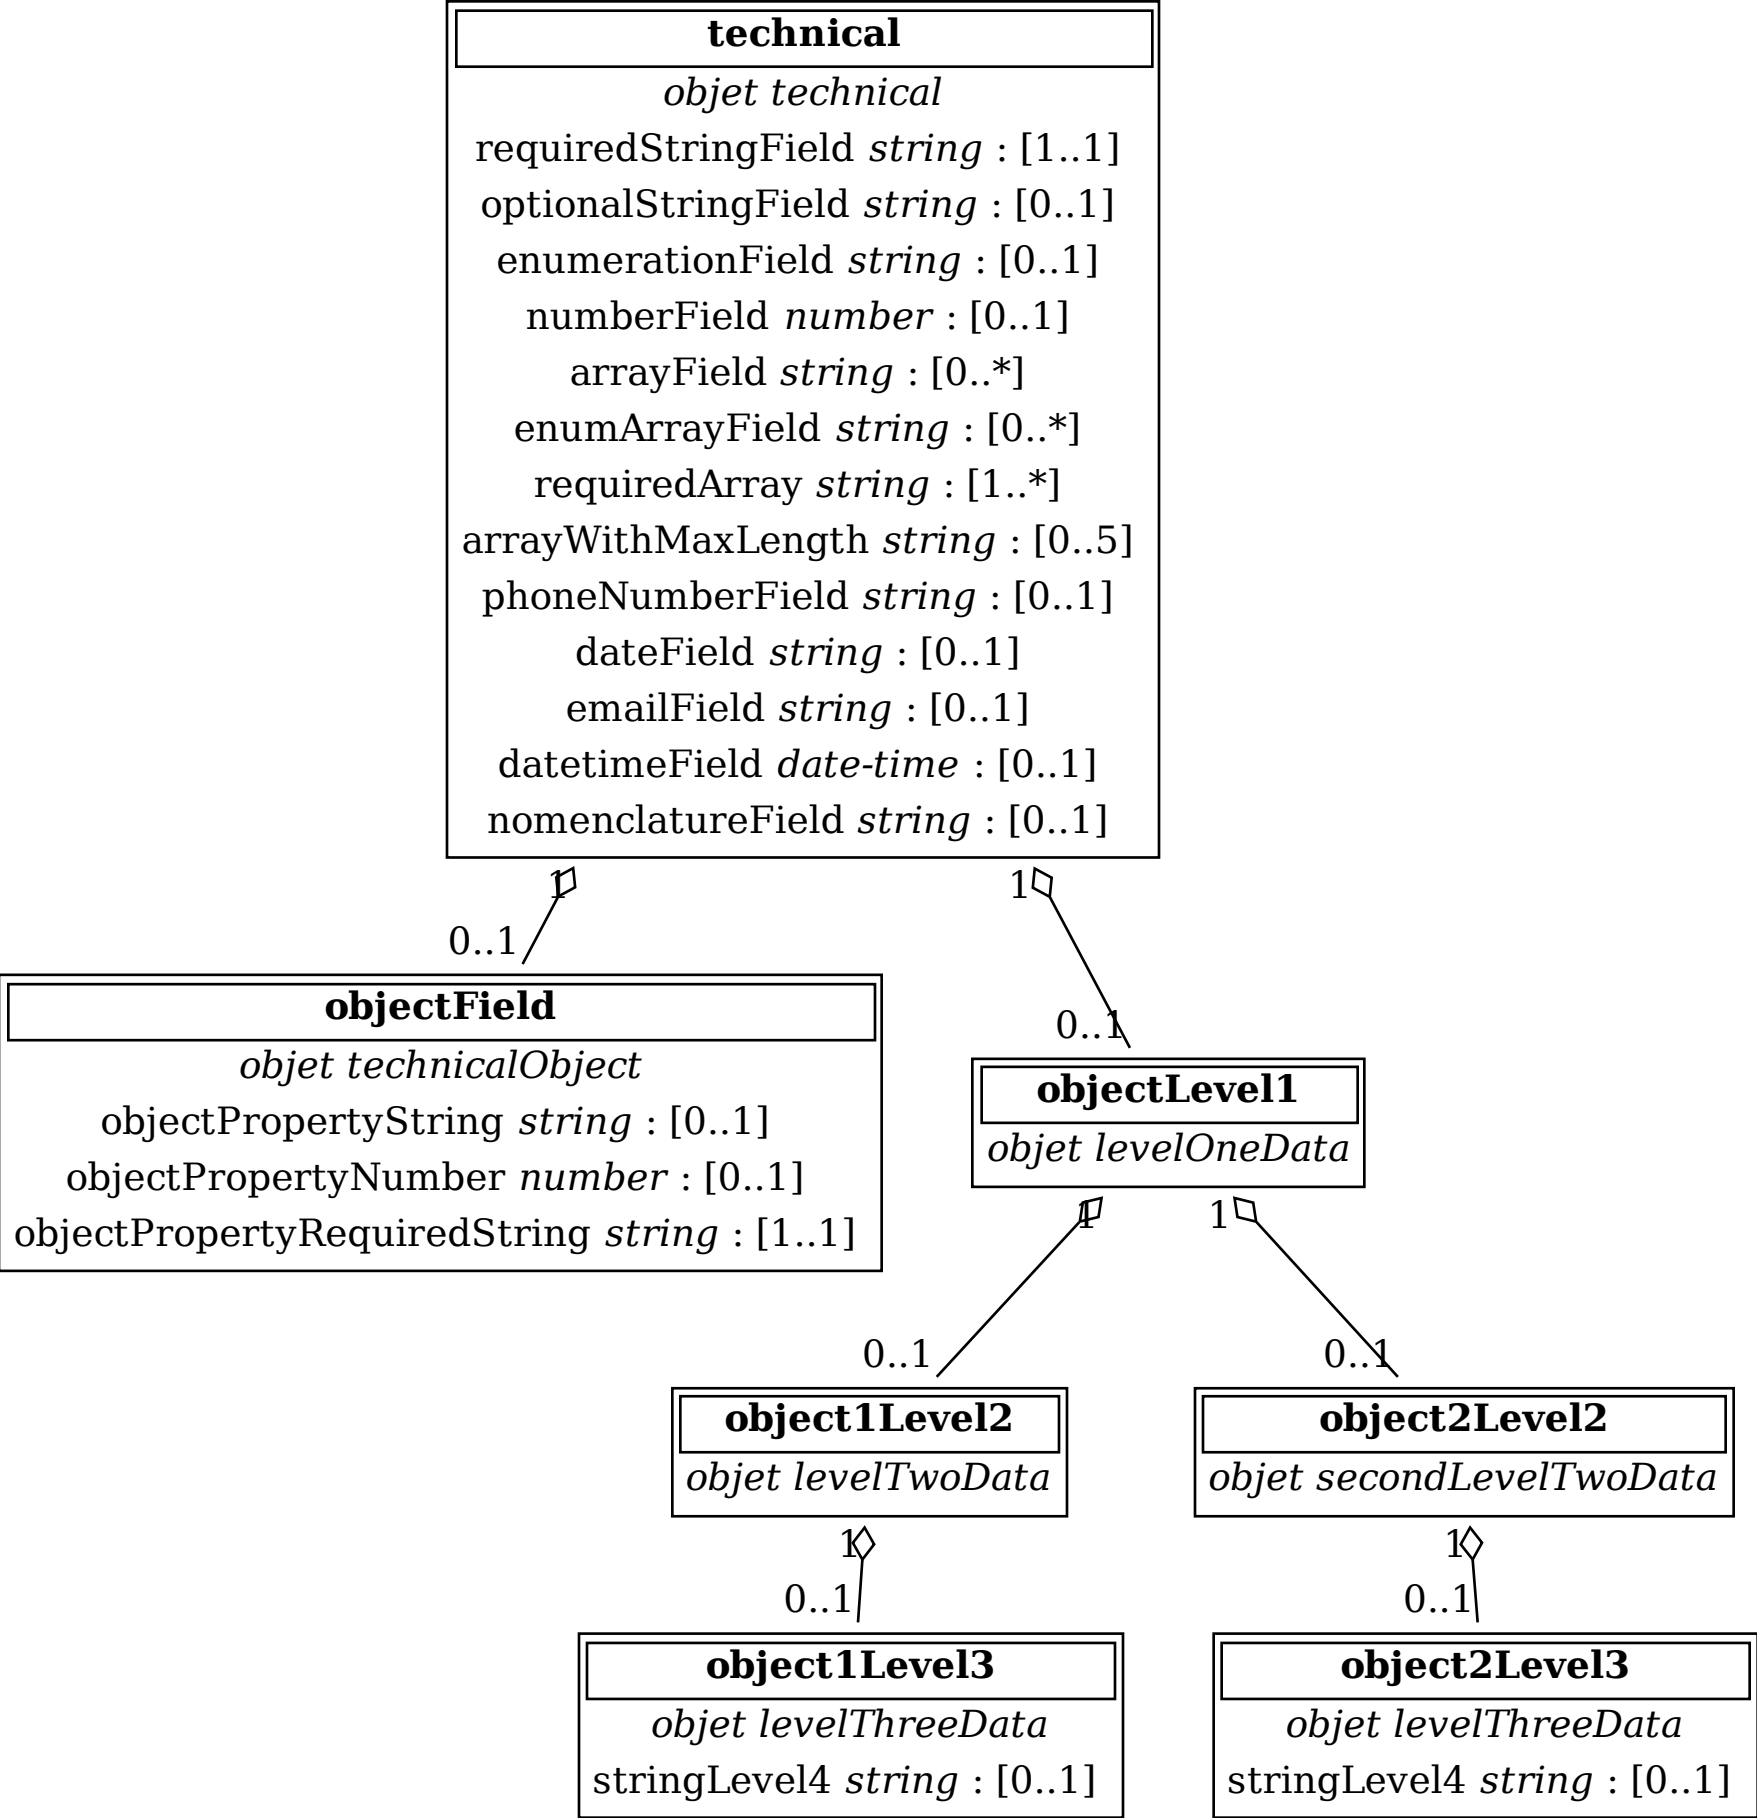 technical
objet technical
requiredStringField string : [1..1]
optionalStringField string : [0..1]
enumerationField string : [0..1]
numberField number : [0..1]
arrayField string : [0..*]
enumArrayField string : [0..*]
requiredArray string : [1..*]
arrayWithMaxLength string : [0..5]
phoneNumberField string : [0..1]
dateField string : [0..1]
emailField string : [0..1]
datetimeField date-time : [0..1]
nomenclatureField string : [0..1]
1
1
0..1
objectField
objet technicalObject
objectPropertyString string : [0..1]
objectPropertyNumber number : [0..1]
objectPropertyRequiredString string : [1..1]
0..1
objectLevel1
objet levelOneData
1
1
0..1
0..1
object1Level2
objet levelTwoData
object2Level2
objet secondLevelTwoData
1
1
0..1
0..1
object1Level3
objet levelThreeData
stringLevel4 string : [0..1]
object2Level3
objet levelThreeData
stringLevel4 string : [0..1]